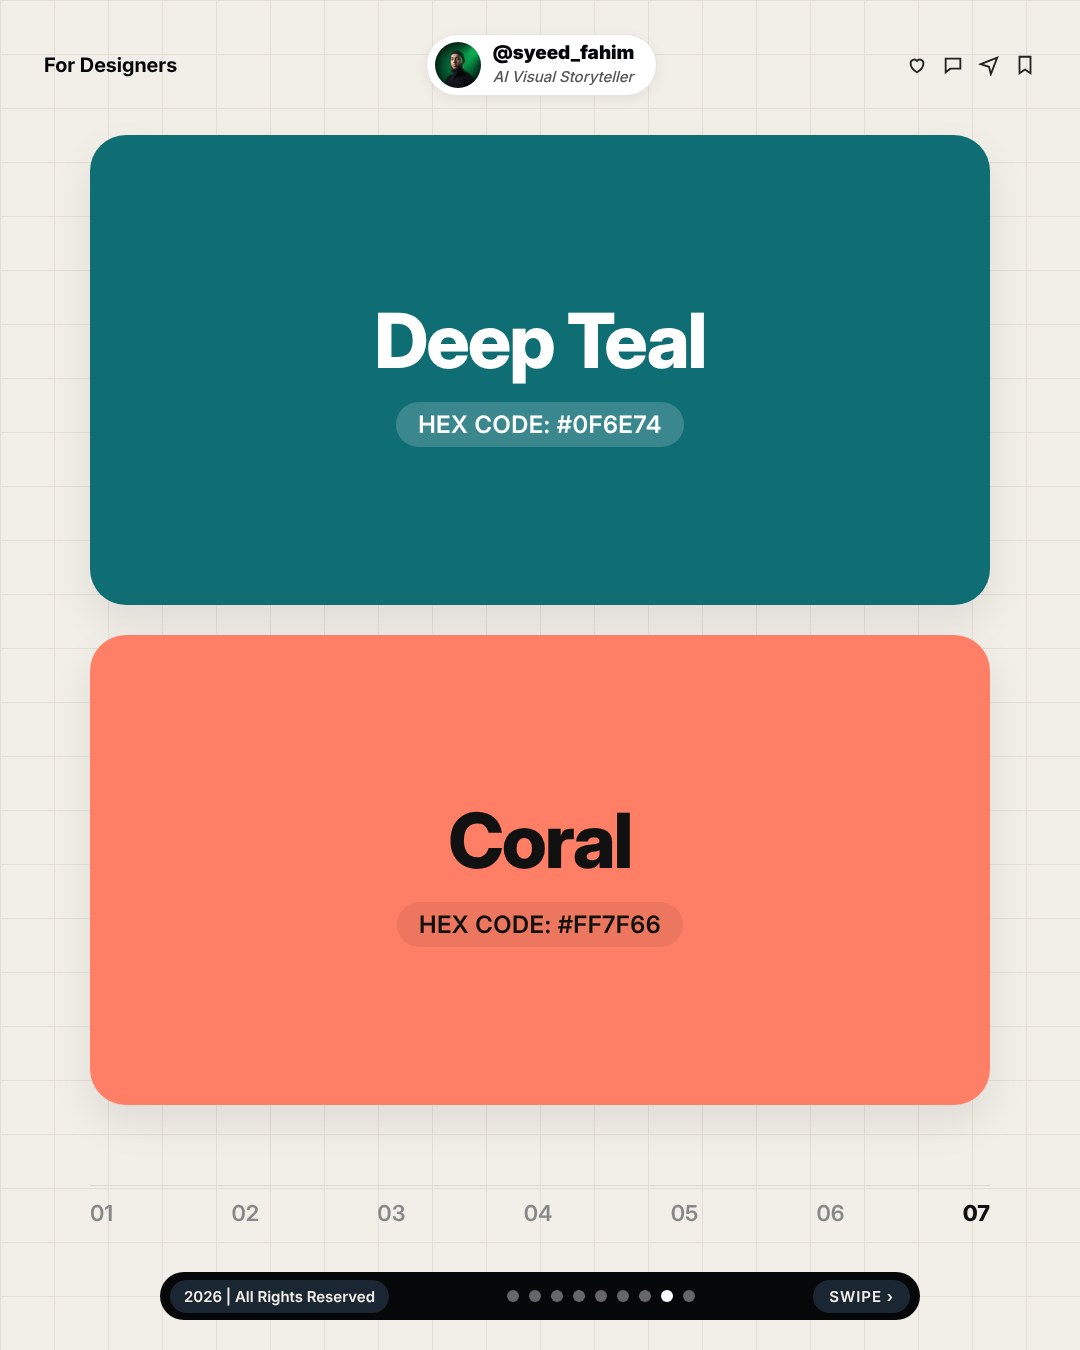 For Designers
@syeed_fahim
AI Visual Storyteller
Deep Teal
HEX CODE: #0F6E74
Coral
HEX CODE: #FF7F66
01 02 03 04 05 06 07
2026 | All Rights Reserved
SWIPE ›